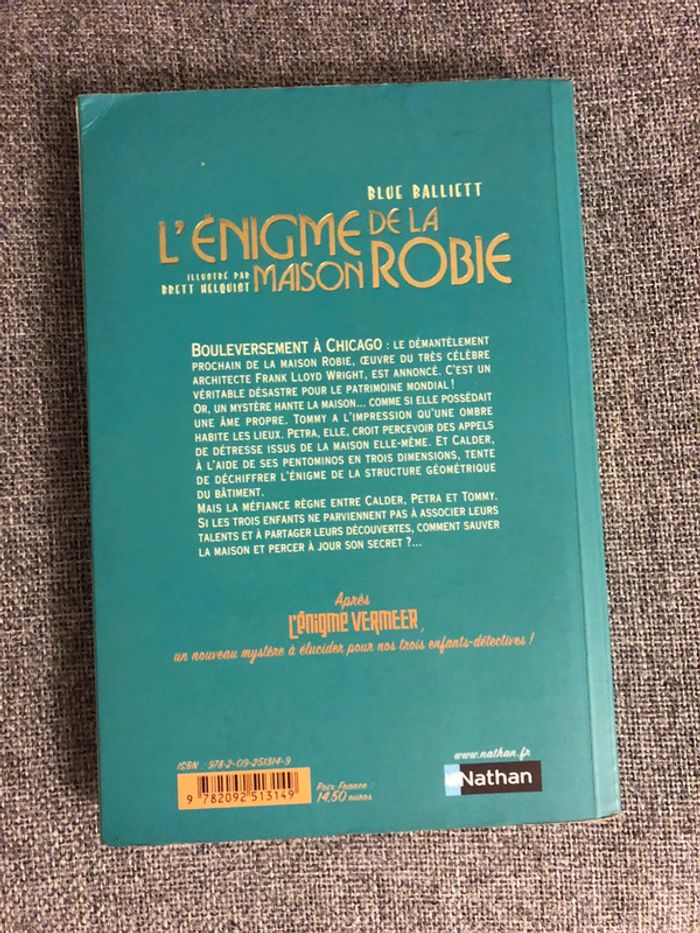 BLUE BALLIETT
L'ÉNIGME DE LA
MAISON ROBIE
ILLUSTRÉ PAR
BRETT HELQUIST
BOULEVERSEMENT À CHICAGO : LE DÉMANTÈLEMENT
PROCHAIN DE LA MAISON ROBIE, ŒUVRE DU TRÈS CÉLÈBRE
ARCHITECTE FRANK LLOYD WRIGHT, EST ANNONCÉ. C'EST UN
VÉRITABLE DÉSASTRE POUR LE PATRIMOINE MONDIAL !
OR, UN MYSTÈRE HANTE LA MAISON... COMME SI ELLE POSSÉDAIT
UNE ÂME PROPRE. TOMMY A L'IMPRESSION QU'UNE OMBRE
HABITE LES LIEUX. PETRA, ELLE, CROIT PERCEVOIR DES APPELS
DE DÉTRESSE ISSUS DE LA MAISON ELLE-MÊME. ET CALDER,
À L'AIDE DE SES PENTOMINOS EN TROIS DIMENSIONS, TENTE
DE DÉCHIFFRER L'ÉNIGME DE LA STRUCTURE GÉOMÉTRIQUE
DU BÂTIMENT.
MAIS LA MÉFIANCE RÈGNE ENTRE CALDER, PETRA ET TOMMY.
SI LES TROIS ENFANTS NE PARVIENNENT PAS À ASSOCIER LEURS
TALENTS ET À PARTAGER LEURS DÉCOUVERTES, COMMENT SAUVER
LA MAISON ET PERCER À JOUR SON SECRET ?...
Après
L'ÉNIGME VERMEER,
un nouveau mystère à élucider pour nos trois enfants-détectives !
ISBN : 978-2-09-251314-9
9 782092 513149
Prix France :
14,50 euros
www.nathan.fr
Nathan